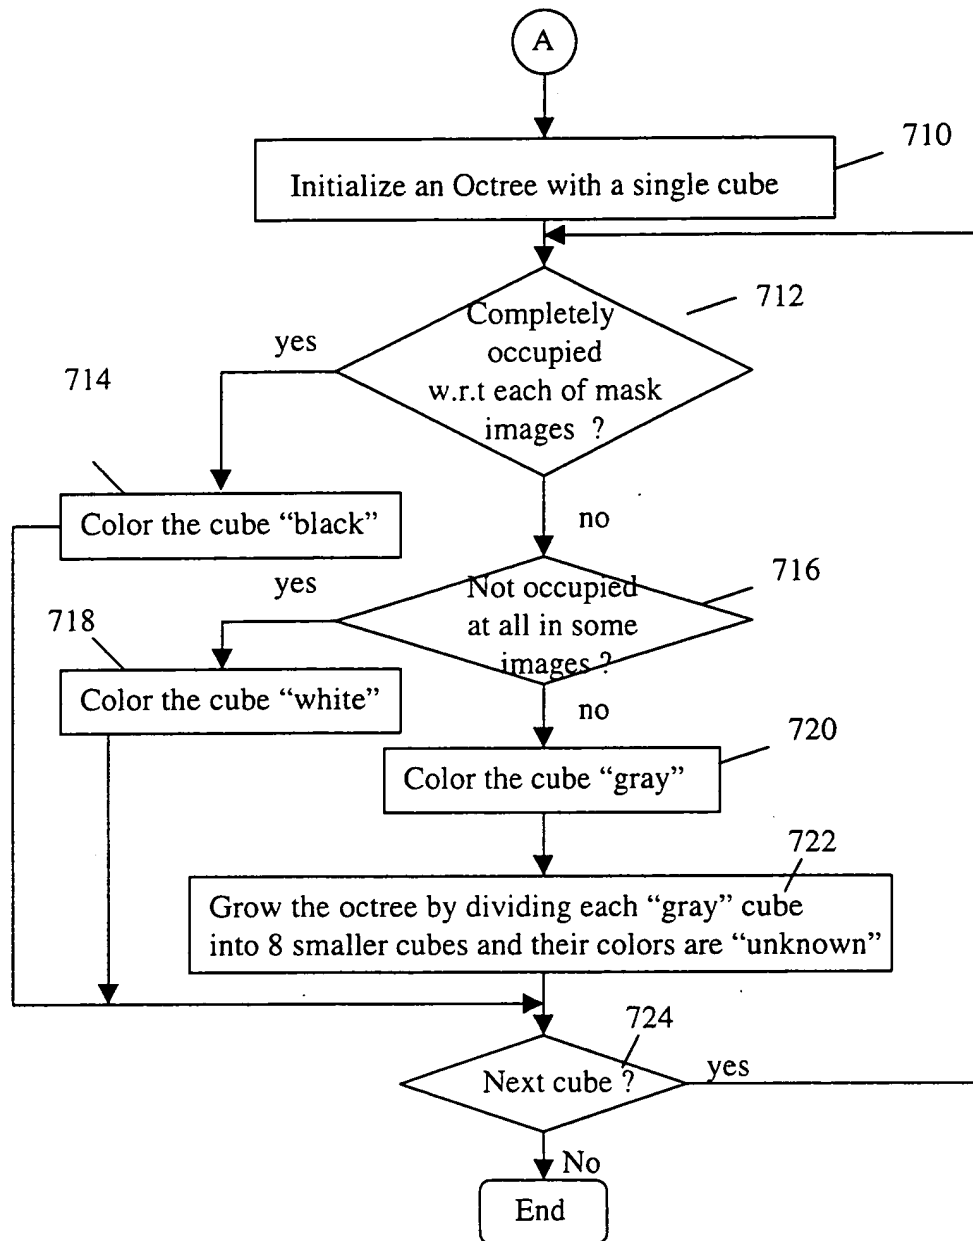 A
710
Initialize an Octree with a single cube
712
Completely
occupied
w.r.t each of mask
images ?
yes
714
Color the cube “black”
no
716
Not occupied
at all in some
images ?
yes
718
Color the cube “white”
no
720
Color the cube “gray”
722
Grow the octree by dividing each “gray” cube
into 8 smaller cubes and their colors are “unknown”
724
Next cube ?
yes
No
End